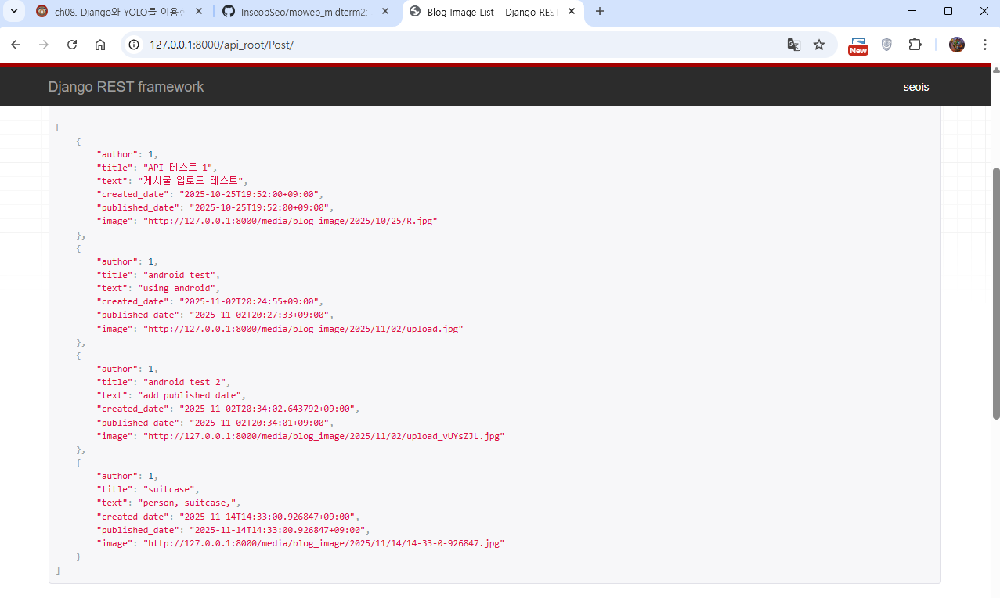 ch08. Django와 YOLO를 이용한
InseopSeo/moweb_midterm2:
Blog Image List – Django REST
127.0.0.1:8000/api_root/Post/
New
Django REST framework
seois
[
    {
        "author": 1,
        "title": "API 테스트 1",
        "text": "게시물 업로드 테스트",
        "created_date": "2025-10-25T19:52:00+09:00",
        "published_date": "2025-10-25T19:52:00+09:00",
        "image": "http://127.0.0.1:8000/media/blog_image/2025/10/25/R.jpg"
    },
    {
        "author": 1,
        "title": "android test",
        "text": "using android",
        "created_date": "2025-11-02T20:24:55+09:00",
        "published_date": "2025-11-02T20:27:33+09:00",
        "image": "http://127.0.0.1:8000/media/blog_image/2025/11/02/upload.jpg"
    },
    {
        "author": 1,
        "title": "android test 2",
        "text": "add published date",
        "created_date": "2025-11-02T20:34:02.643792+09:00",
        "published_date": "2025-11-02T20:34:01+09:00",
        "image": "http://127.0.0.1:8000/media/blog_image/2025/11/02/upload_vUYsZJL.jpg"
    },
    {
        "author": 1,
        "title": "suitcase",
        "text": "person, suitcase,",
        "created_date": "2025-11-14T14:33:00.926847+09:00",
        "published_date": "2025-11-14T14:33:00.926847+09:00",
        "image": "http://127.0.0.1:8000/media/blog_image/2025/11/14/14-33-0-926847.jpg"
    }
]